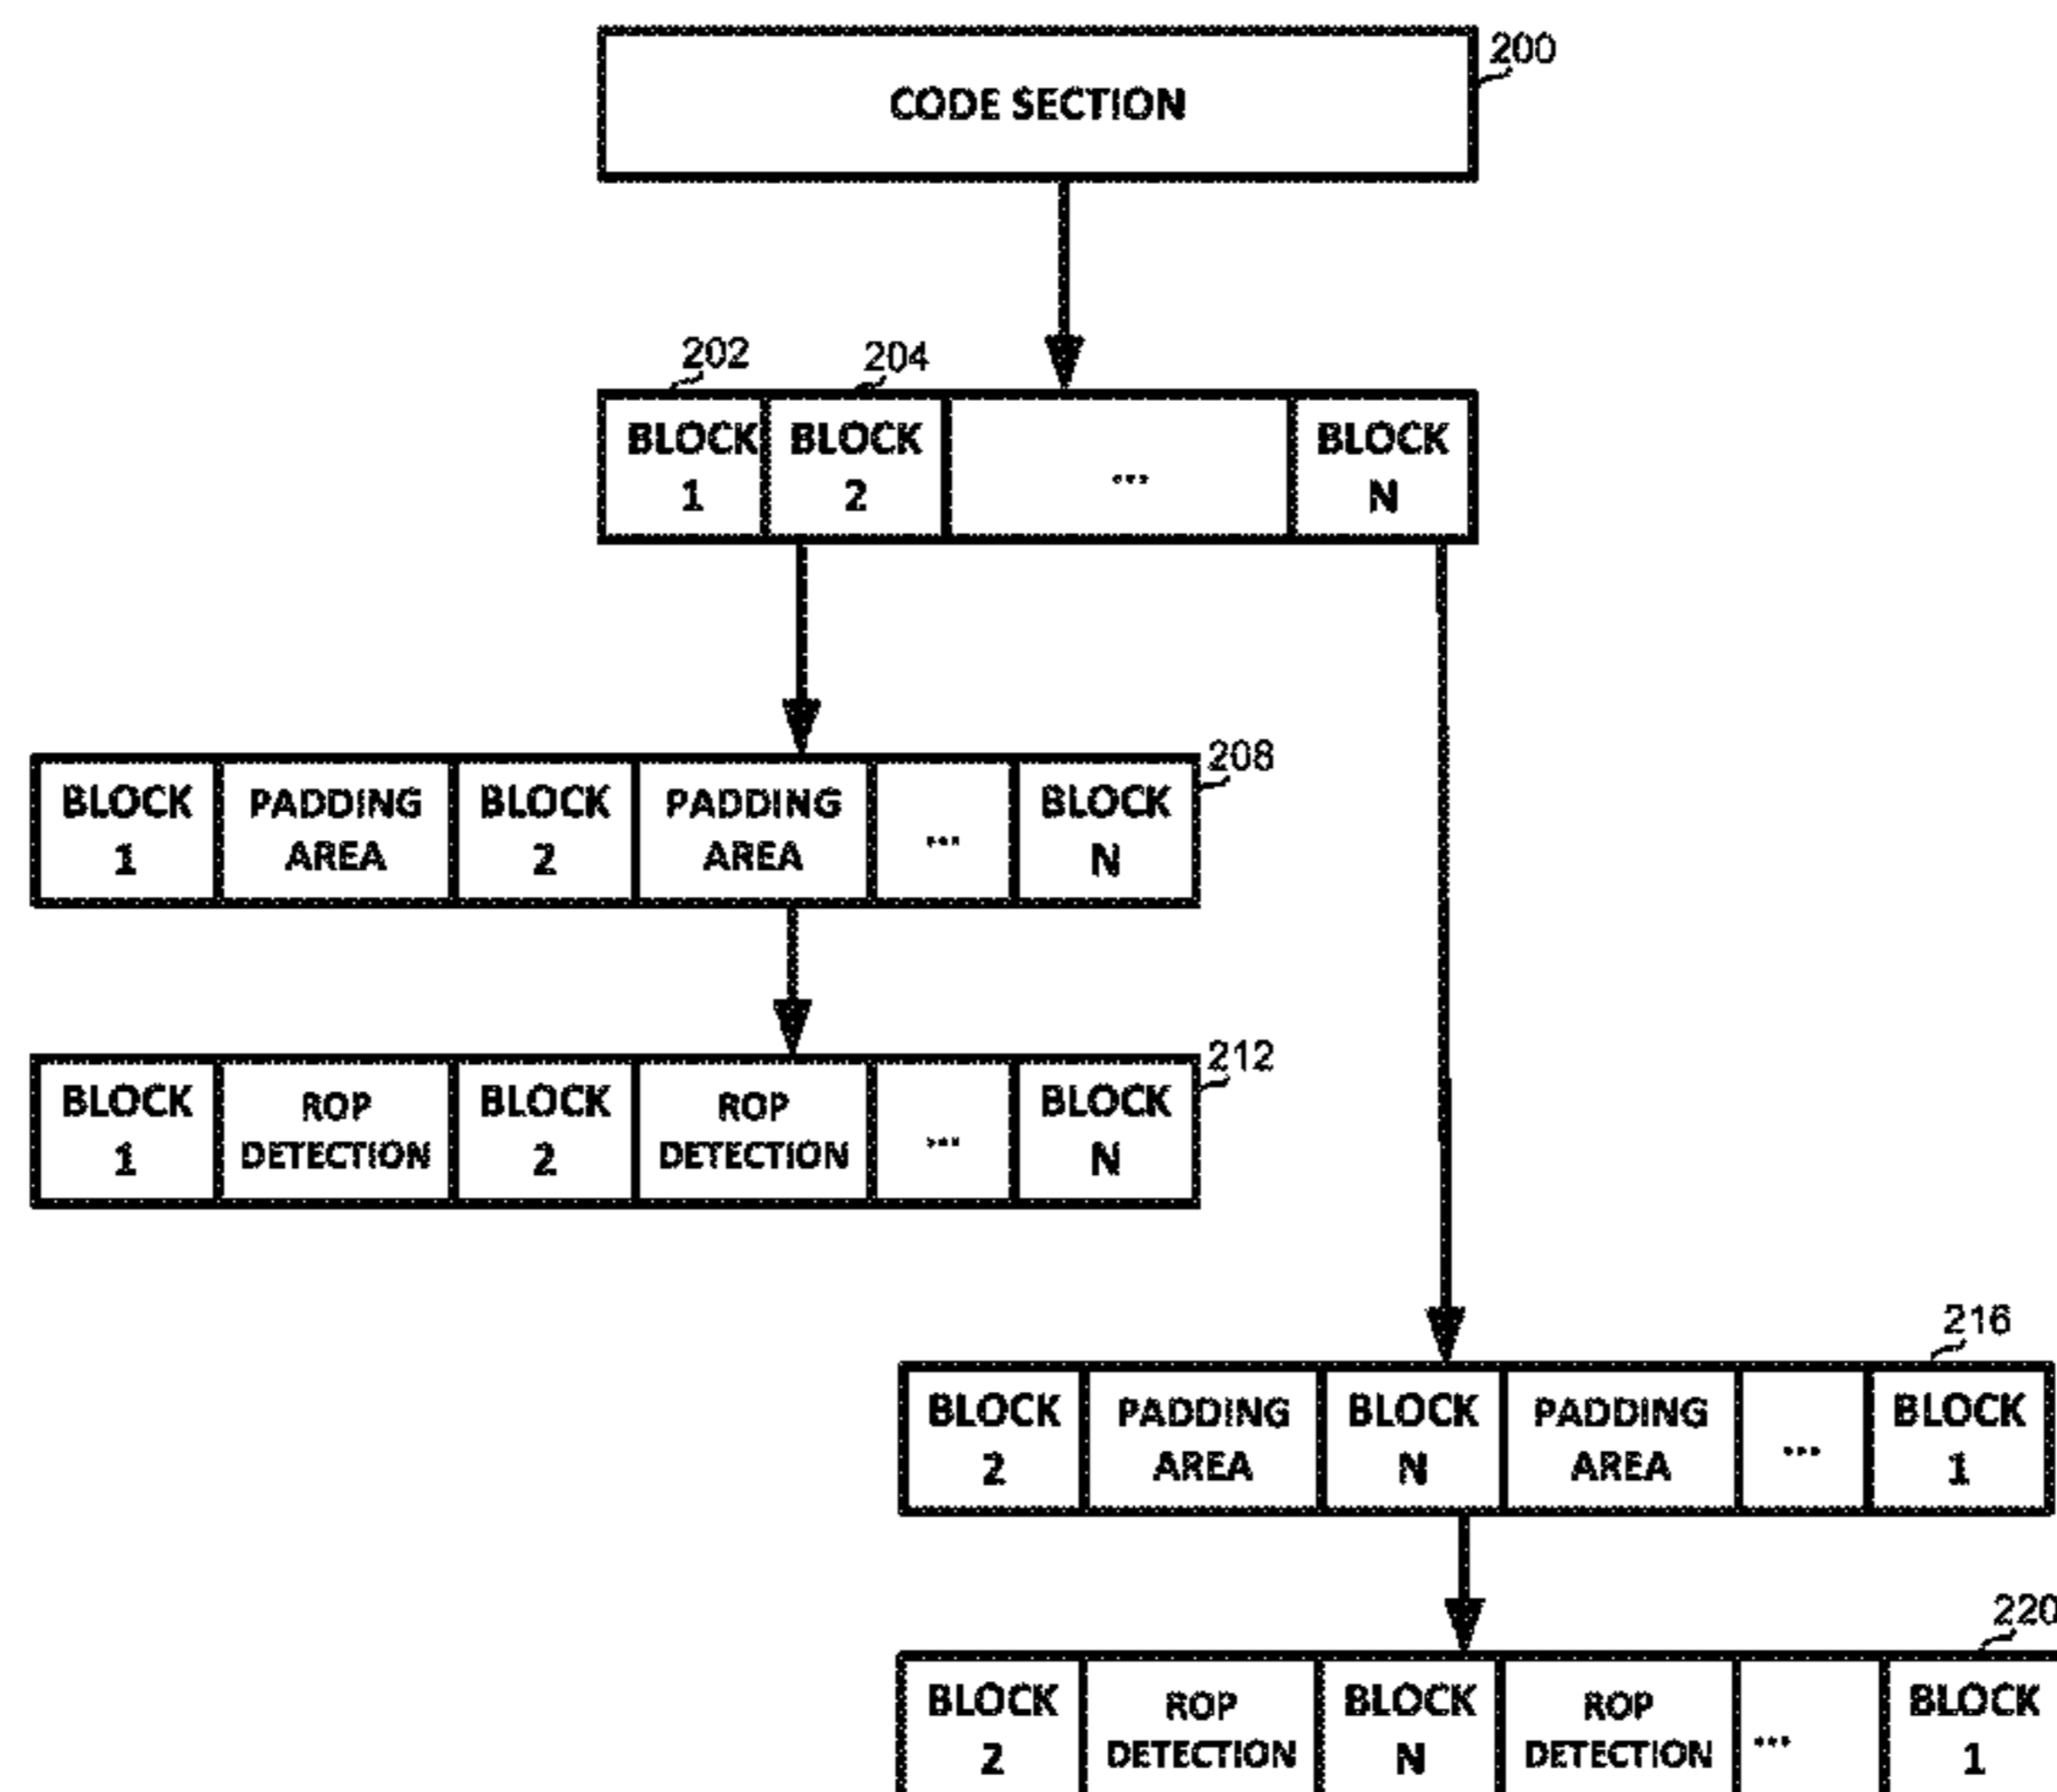 200
CODE SECTION
202
204
BLOCK
1
BLOCK
2
...
BLOCK
N
208
BLOCK
1
PADDING
AREA
BLOCK
2
PADDING
AREA
...
BLOCK
N
212
BLOCK
1
ROP
DETECTION
BLOCK
2
ROP
DETECTION
...
BLOCK
N
216
BLOCK
2
PADDING
AREA
BLOCK
N
PADDING
AREA
...
BLOCK
1
220
BLOCK
2
ROP
DETECTION
BLOCK
N
ROP
DETECTION
...
BLOCK
1